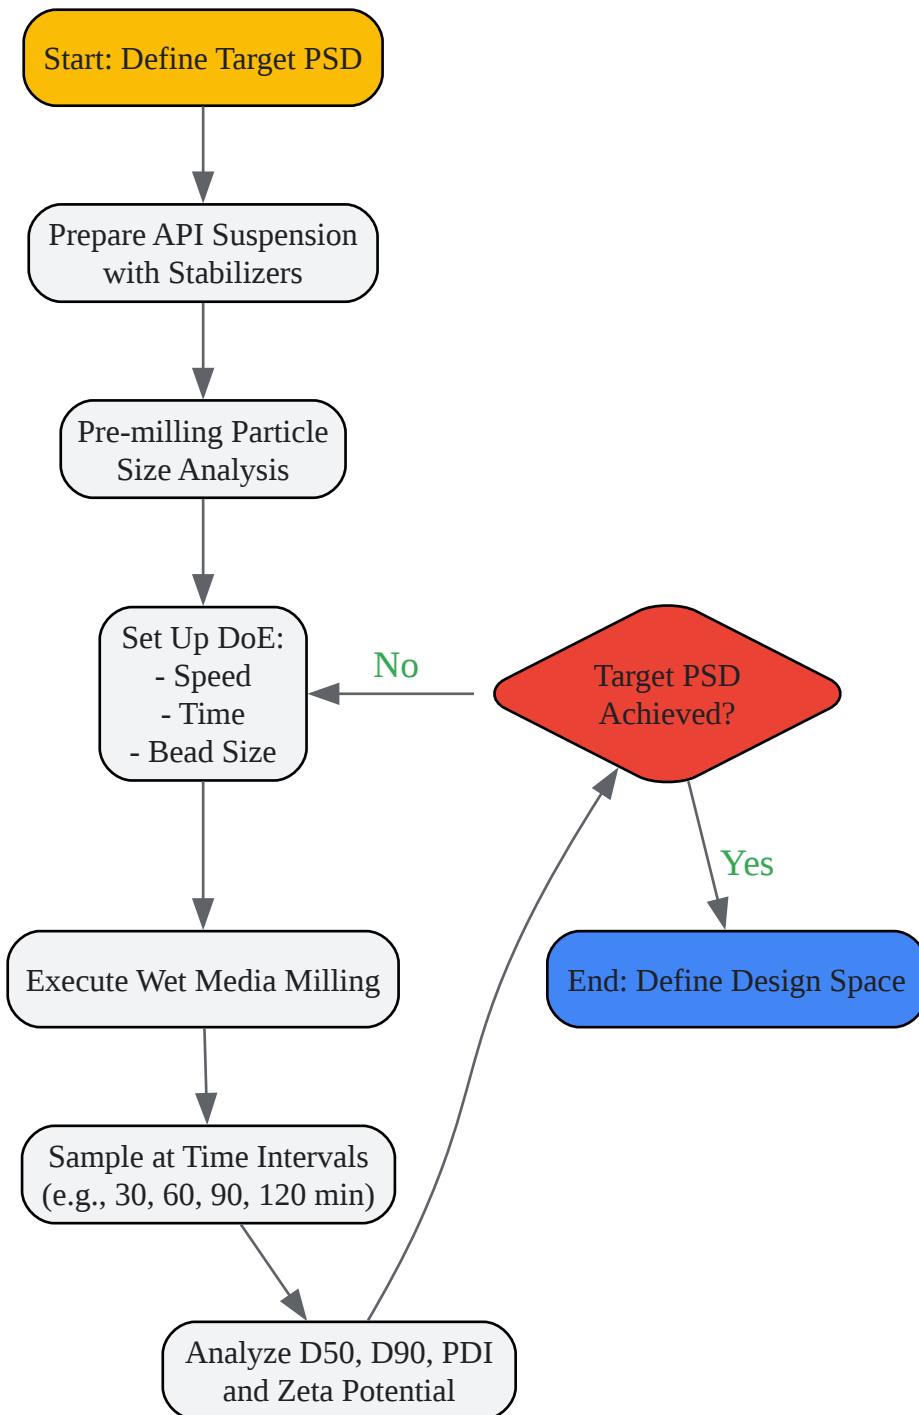 Start: Define Target PSD
Prepare API Suspension
with Stabilizers
Pre-milling Particle
Size Analysis
Set Up DoE:
- Speed
- Time
- Bead Size
No
Target PSD
Achieved?
Yes
Execute Wet Media Milling
End: Define Design Space
Sample at Time Intervals
(e.g., 30, 60, 90, 120 min)
Analyze D50, D90, PDI
and Zeta Potential